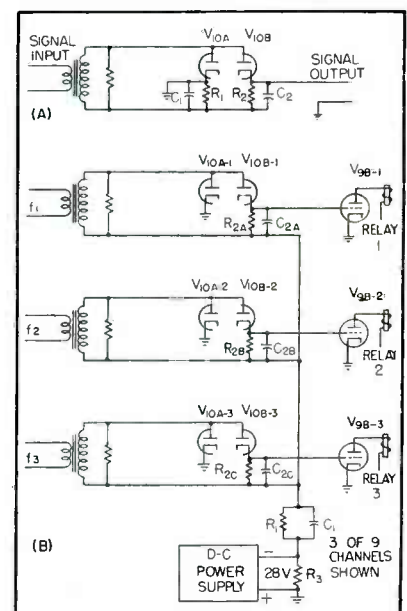 V10A V10B
SIGNAL INPUT
SIGNAL OUTPUT
C1 R1 R2 C2
(A)
V10A-1 V10B-1
V9B-1
f1
R2A C2A
RELAY 1
V10A-2 V10B-2
V9B-2
f2
R2B C2B
RELAY 2
V10A-3 V10B-3
V9B-3
f3
R2C C2C
RELAY 3
R1 C1
3 OF 9 CHANNELS SHOWN
(B)
D-C POWER SUPPLY
−
28V R3
+